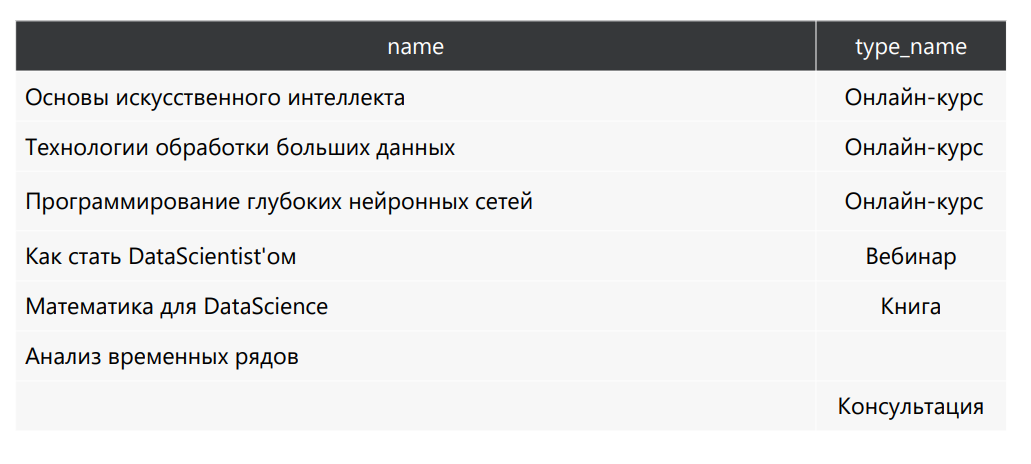 name type_name
Основы искусственного интеллекта Онлайн-курс
Технологии обработки больших данных Онлайн-курс
Программирование глубоких нейронных сетей Онлайн-курс
Как стать DataScientist'ом Вебинар
Математика для DataScience Книга
Анализ временных рядов
Консультация